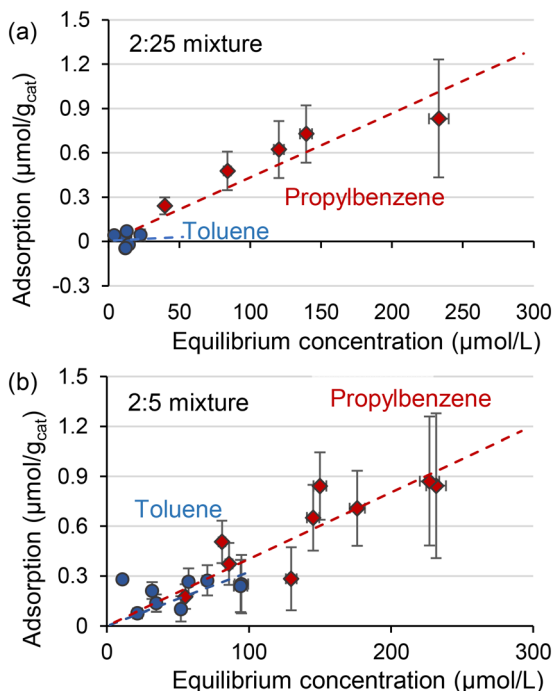 (a)
2:25 mixture
1.5
1.2
0.9
0.6
0.3
0
-0.3
Adsorption (µmol/gcat)
Propylbenzene
Toluene
0 50 100 150 200 250 300
Equilibrium concentration (µmol/L)
(b)
2:5 mixture
Propylbenzene
1.5
1.2
0.9
0.6
0.3
0
Adsorption (µmol/gcat)
Toluene
0 100 200 300
Equilibrium concentration (µmol/L)